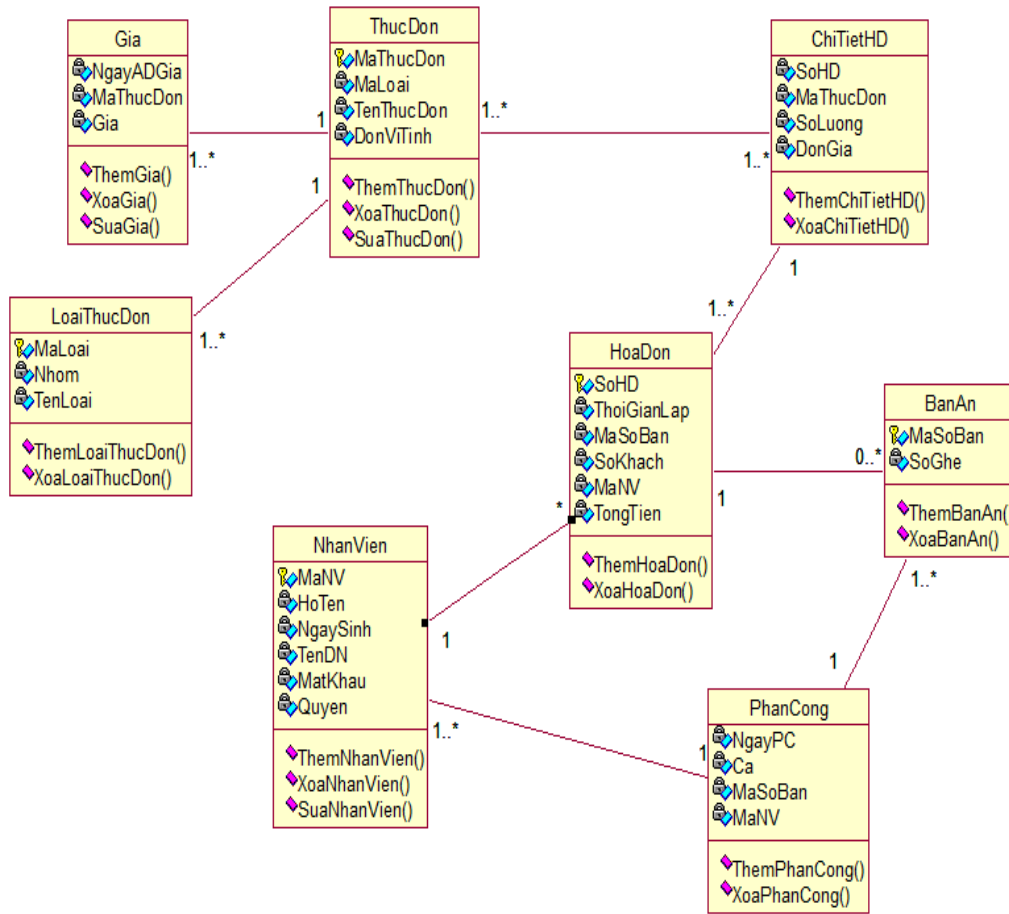 Gia
NgayADGia
MaThucDon
Gia
ThemGia()
XoaGia()
SuaGia()
1..*
1
ThucDon
MaThucDon
MaLoai
TenThucDon
DonViTinh
ThemThucDon()
XoaThucDon()
SuaThucDon()
1..*
1
ChiTietHD
SoHD
MaThucDon
SoLuong
DonGia
ThemChiTietHD()
XoaChiTietHD()
1..*
1
LoaiThucDon
MaLoai
Nhom
TenLoai
ThemLoaiThucDon()
XoaLoaiThucDon()
1..*
HoaDon
SoHD
ThoiGianLap
MaSoBan
SoKhach
MaNV
TongTien
ThemHoaDon()
XoaHoaDon()
1..*
*
1
BanAn
MaSoBan
SoGhe
ThemBanAn(
XoaBanAn()
0..*
1..*
NhanVien
MaNV
HoTen
NgaySinh
TenDN
MatKhau
Quyen
ThemNhanVien()
XoaNhanVien()
SuaNhanVien()
1
1..*
PhanCong
NgayPC
Ca
MaSoBan
MaNV
ThemPhanCong()
XoaPhanCong()
1
1